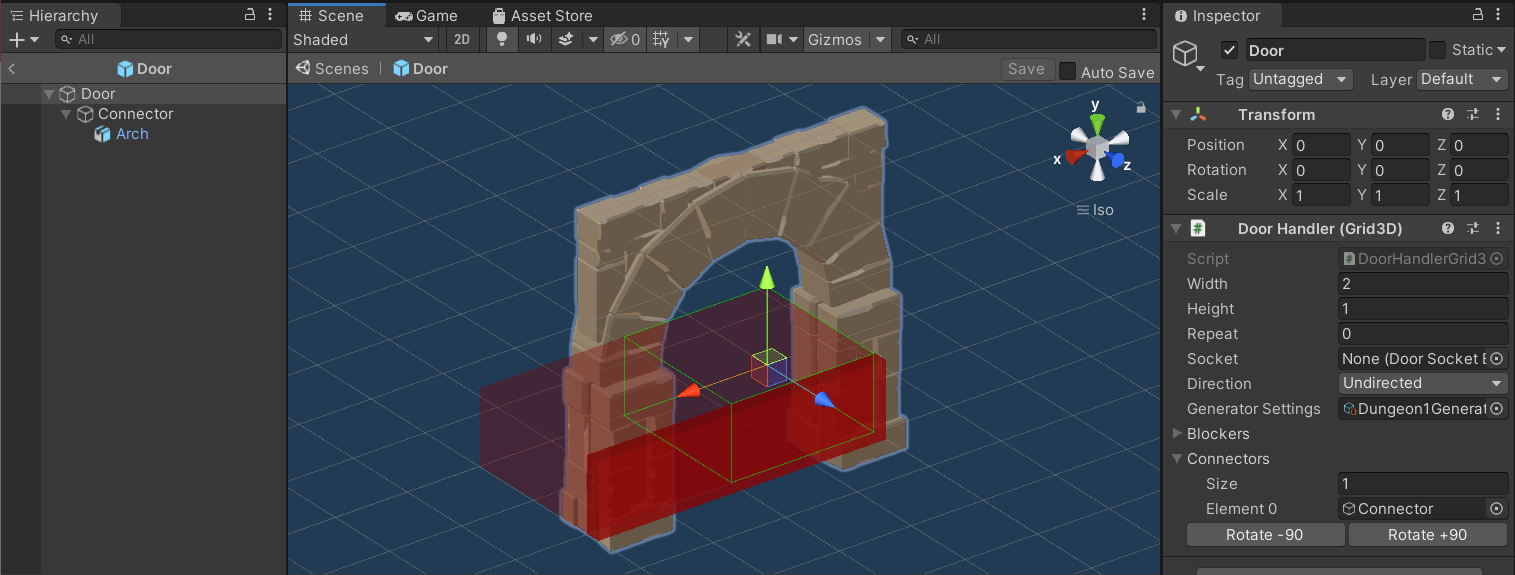 Hierarchy
All
Door
Door
Connector
Arch
Scene
Game
Asset Store
Shaded
2D
0
Gizmos
All
Scenes
Door
Save
Auto Save
y
x
z
Iso
Inspector
Door
Static
Tag
Untagged
Layer
Default
Transform
Position X 0 Y 0 Z 0
Rotation X 0 Y 0 Z 0
Scale X 1 Y 1 Z 1
# Door Handler (Grid3D)
Script #DoorHandlerGrid3
Width 2
Height 1
Repeat 0
Socket None (Door Socket E
Direction Undirected
Generator Settings Dungeon1Generat
Blockers
Connectors
Size 1
Element 0 Connector
Rotate -90 Rotate +90